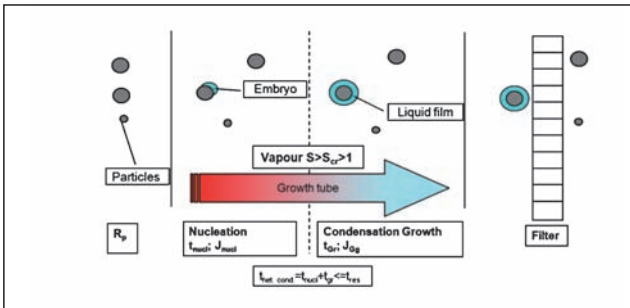 Embryo
Liquid film
Vapour S>Scr>1
Particles
Growth tube
Rp
Nucleation
tnucl; Jnucl
Condensation Growth
tGr; JGg
Filter
thet cond=tnucl+tgr<=tres